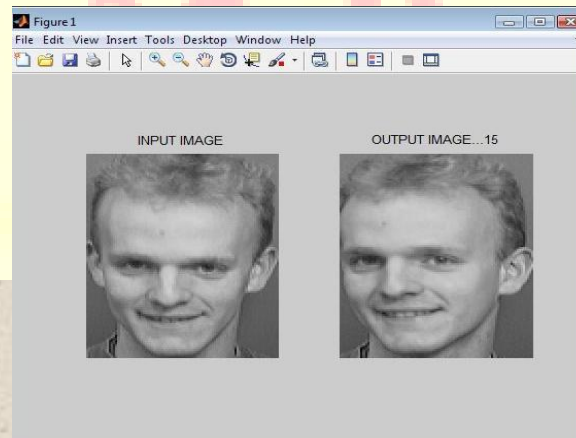 Figure 1
File Edit View Insert Tools Desktop Window Help
INPUT IMAGE
OUTPUT IMAGE...15